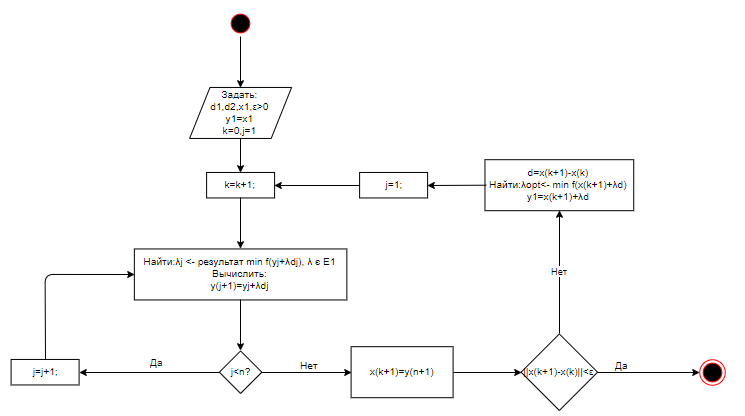 Задать:
d1,d2,x1,ε>0
y1=x1
k=0,j=1
k=k+1;
j=1;
d=x(k+1)-x(k)
Найти:λopt<- min f(x(k+1)+λd)
y1=x(k+1)+λd
Найти:λj <- результат min f(yj+λdj), λ є E1
Вычислить:
y(j+1)=yj+λdj
Нет
j=j+1;
Да
j<n?
Нет
x(k+1)=y(n+1)
||x(k+1)-x(k)||<ε
Да